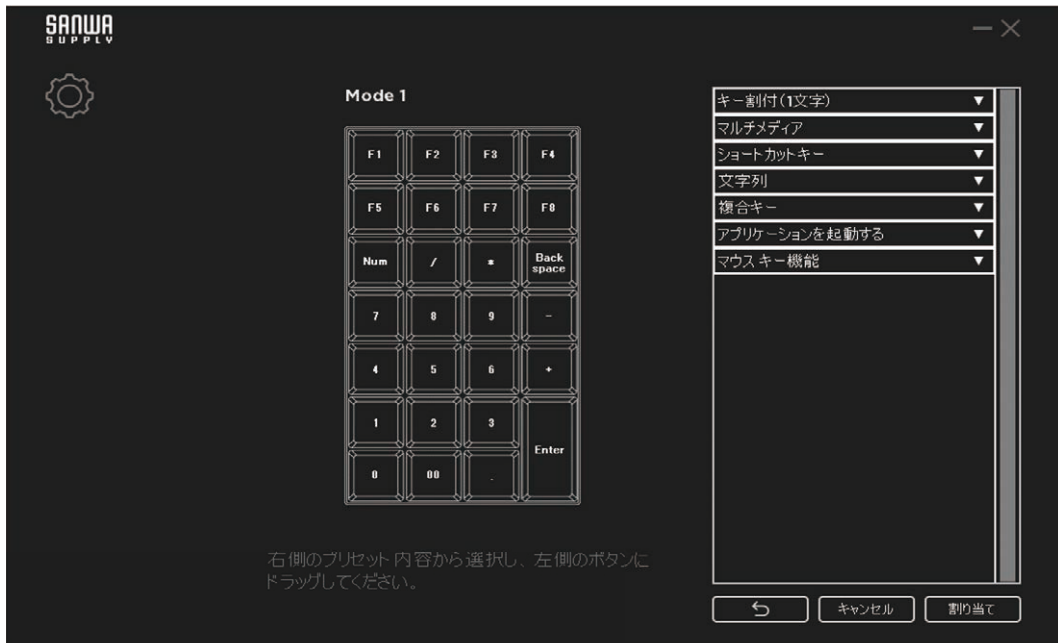 SANWA
SUPPLY
Mode 1
F1 F2 F3 F4
F5 F6 F7 F8
Num / * Back space
7 8 9 -
4 5 6 +
1 2 3
Enter
0 00 .
右側のプリセット内容から選択し、左側のボタンに
ドラッグしてください。
キー割付(1文字)
マルチメディア
ショートカットキー
文字列
複合キー
アプリケーションを起動する
マウスキー機能
キャンセル
割り当て